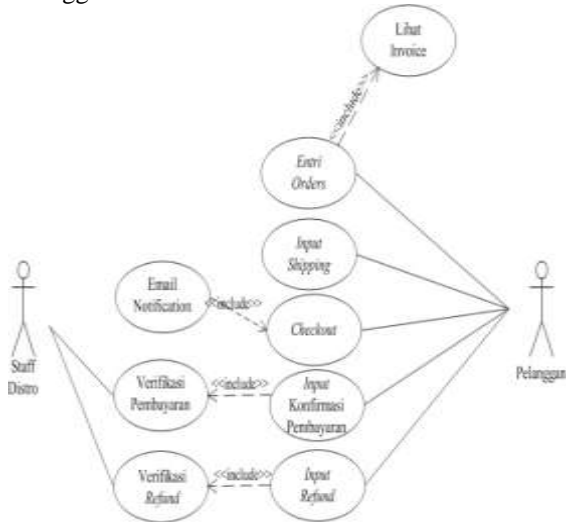 Lihat
Invoice
<<include>>
Entri
Orders
Input
Shipping
Email
Notification
<<include>>
Checkout
Staff
Distro
Pelanggan
Verifikasi
Pembayaran
<<include>>
Input
Konfirmasi
Pembayaran
Verifikasi
Refund
<<include>>
Input
Refund